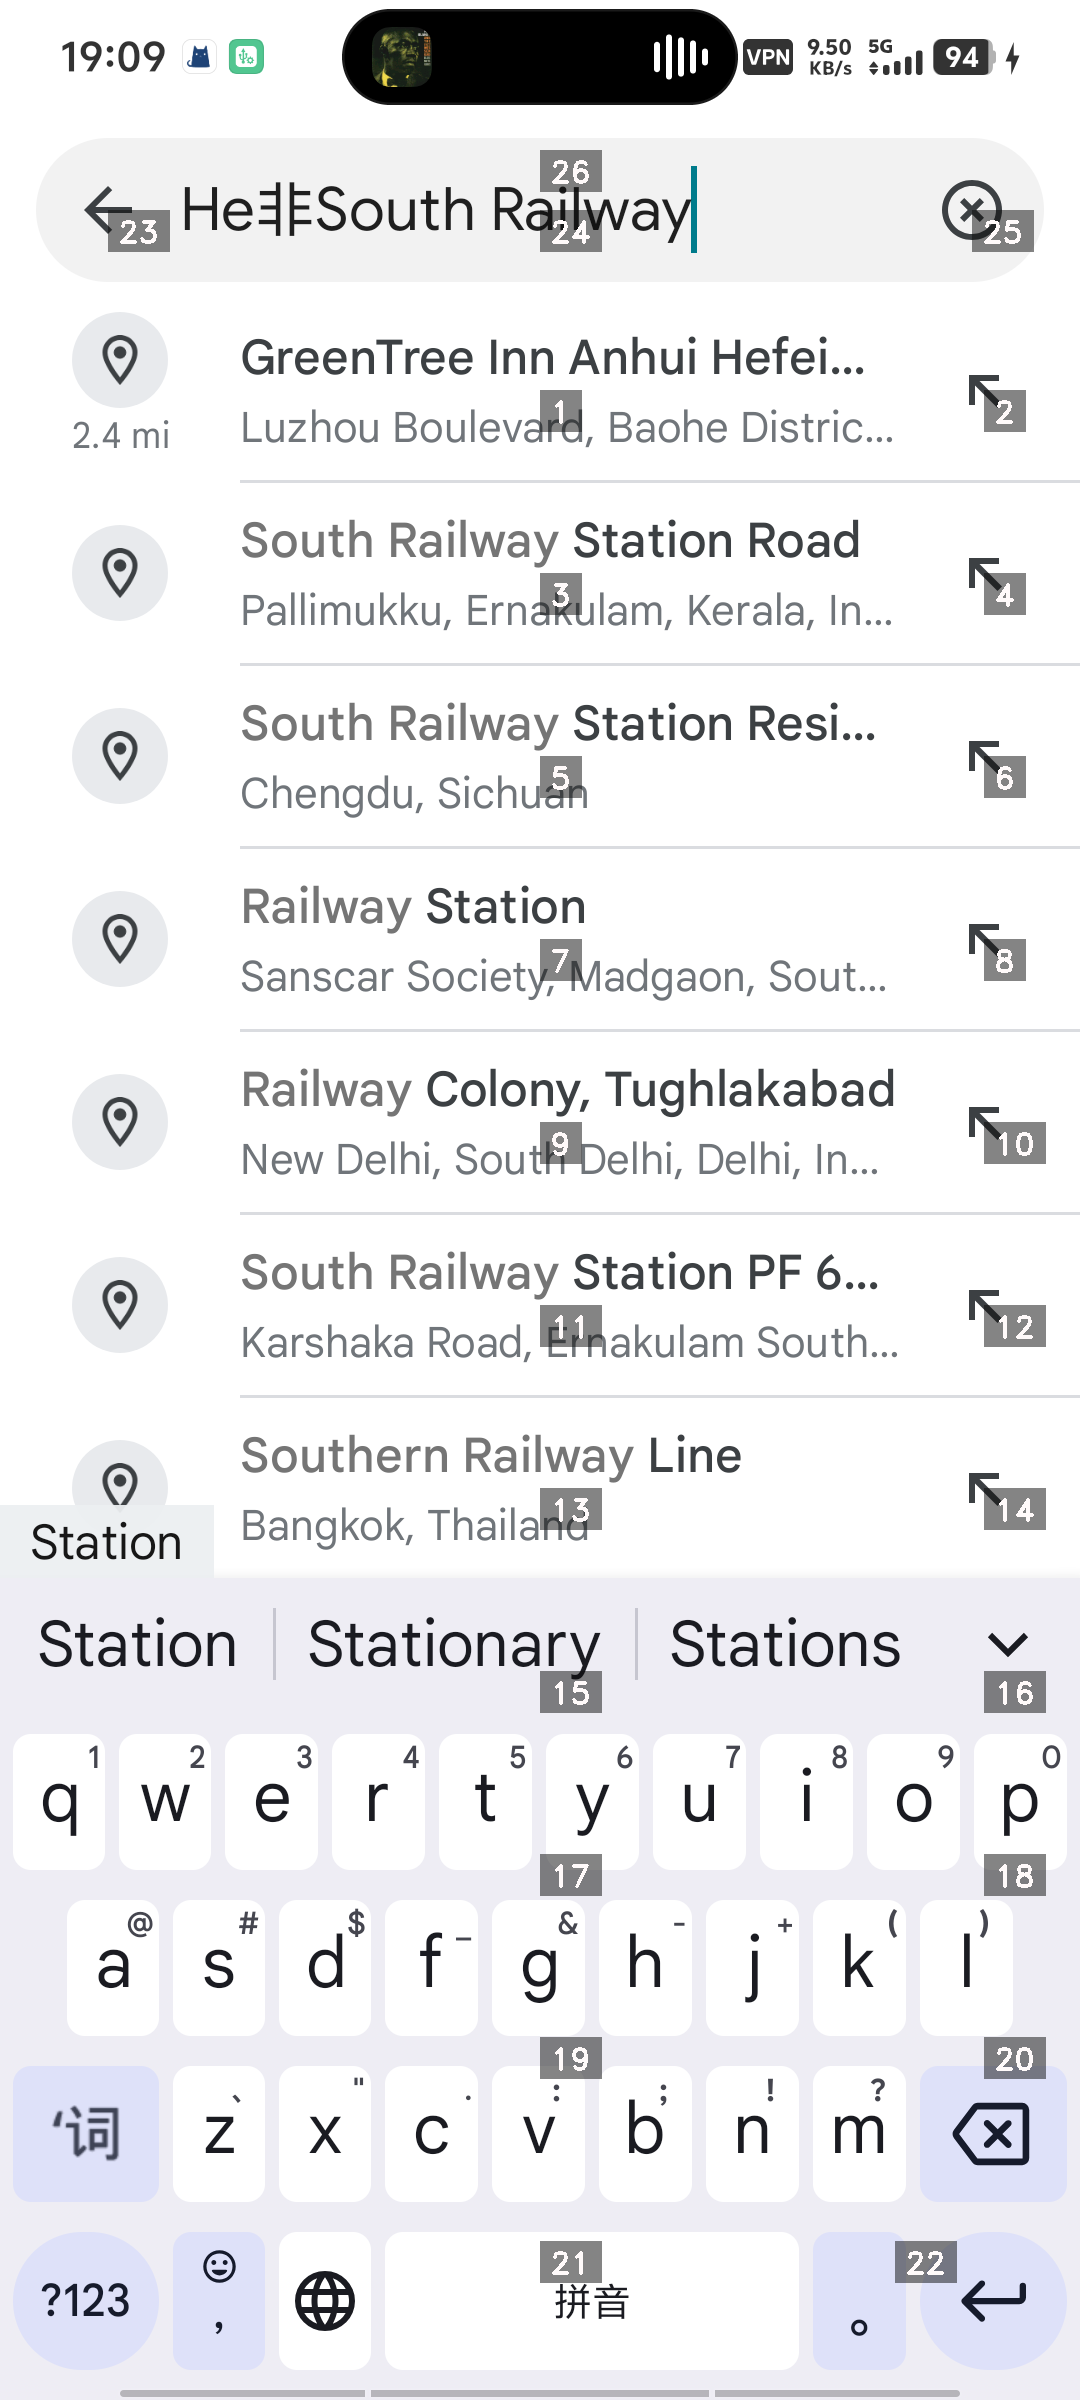 19:09
VPN 9.50 KB/s 5G 94
He非South Railway
26
23 24 25
GreenTree Inn Anhui Hefei...
2.4 mi Luzhou Boulevard, Baohe Distric...
1 2
South Railway Station Road
Pallimukku, Ernakulam, Kerala, In...
3 4
South Railway Station Resi...
Chengdu, Sichuan
5 6
Railway Station
Sanscar Society, Madgaon, Sout...
7 8
Railway Colony, Tughlakabad
New Delhi, South Delhi, Delhi, In...
9 10
South Railway Station PF 6...
Karshaka Road, Ernakulam South...
11 12
Southern Railway Line
Bangkok, Thailand
13 14
Station
Station Stationary Stations
15 16
1 2 3 4 5 6 7 8 9 0
q w e r t y u i o p
17 18
@ # $ _ & - + ( )
a s d f g h j k l
19 20
、 " . : ; ! ?
‘词 z x c v b n m
21 22
?123 , 拼音 。